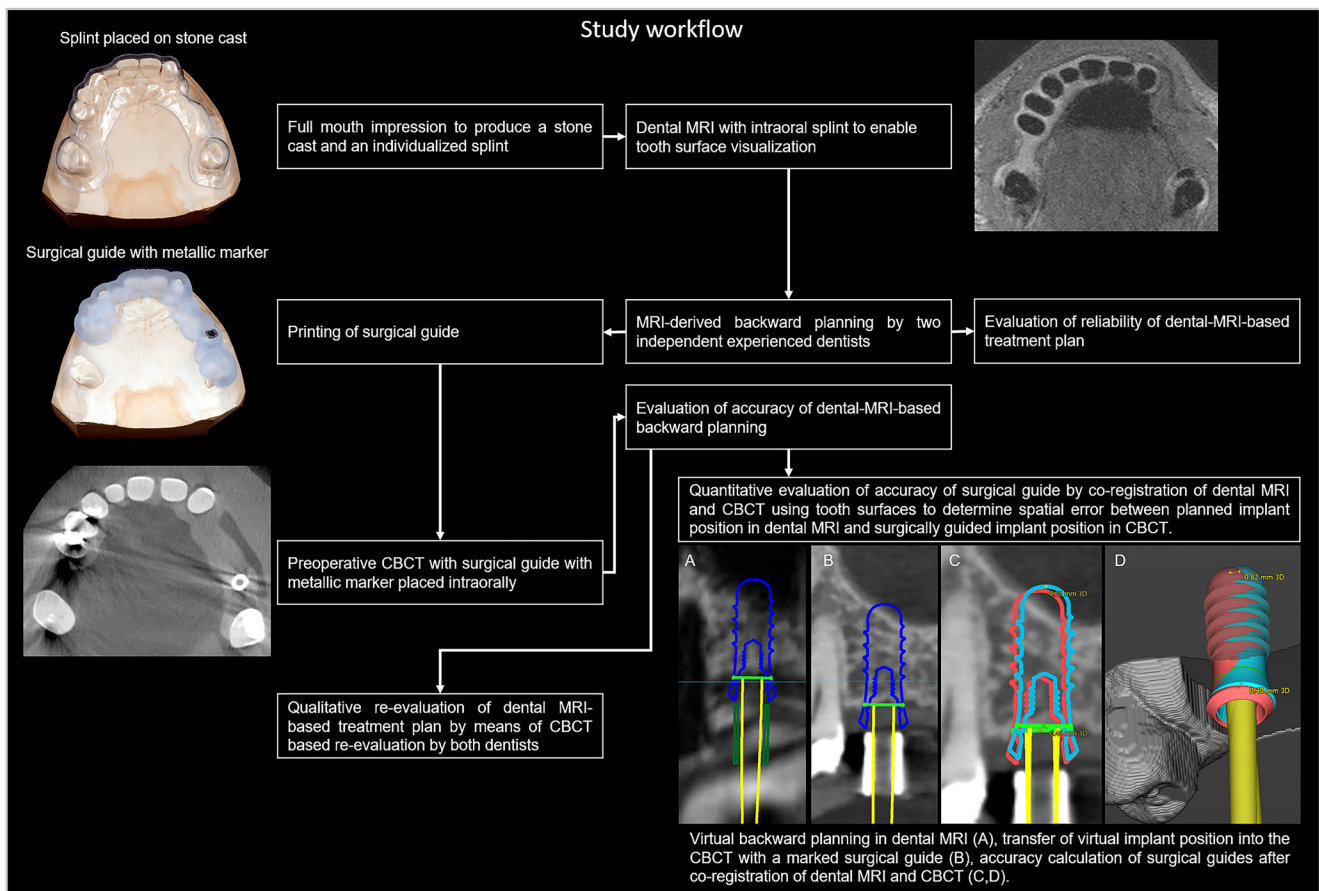 Study workflow
Splint placed on stone cast
Full mouth impression to produce a stone
cast and an individualized splint
Dental MRI with intraoral splint to enable
tooth surface visualization
Surgical guide with metallic marker
Printing of surgical guide
MRI-derived backward planning by two
independent experienced dentists
Evaluation of reliability of dental-MRI-based
treatment plan
Evaluation of accuracy of dental-MRI-based
backward planning
Quantitative evaluation of accuracy of surgical guide by co-registration of dental MRI
and CBCT using tooth surfaces to determine spatial error between planned implant
position in dental MRI and surgically guided implant position in CBCT.
Preoperative CBCT with surgical guide with
metallic marker placed intraorally
Qualitative re-evaluation of dental MRI-
based treatment plan by means of CBCT
based re-evaluation by both dentists
A
B
C
D
0.82 mm 3D
mm 3D
mm 3D
mm 3D
Virtual backward planning in dental MRI (A), transfer of virtual implant position into the
CBCT with a marked surgical guide (B), accuracy calculation of surgical guides after
co-registration of dental MRI and CBCT (C,D).